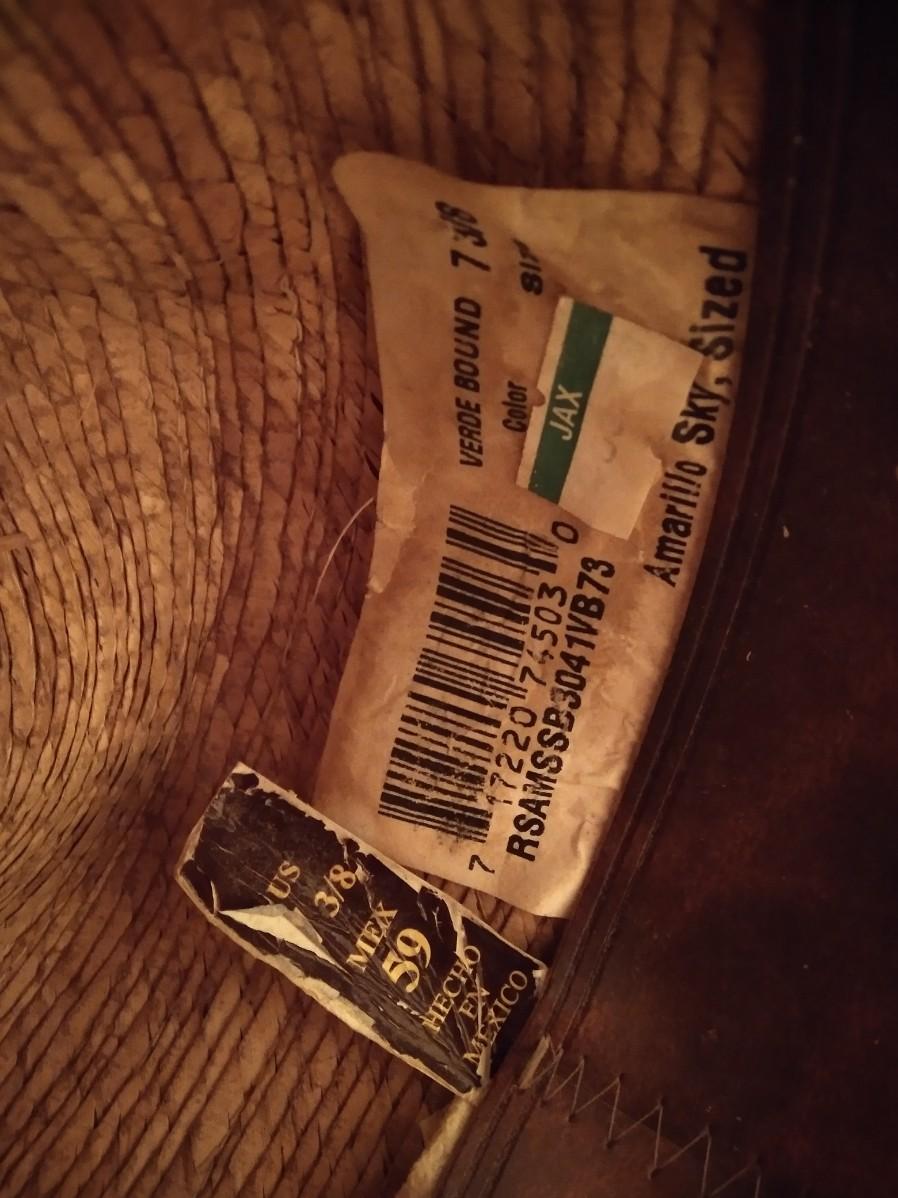 VERDE BOUND 7 3/8
Color
JAX
Amarillo Sky, Sized
7 17220 74503 0
RSAMSSB3041VB73
US
3/8
MEX
59
HECHO
EN
MEXICO